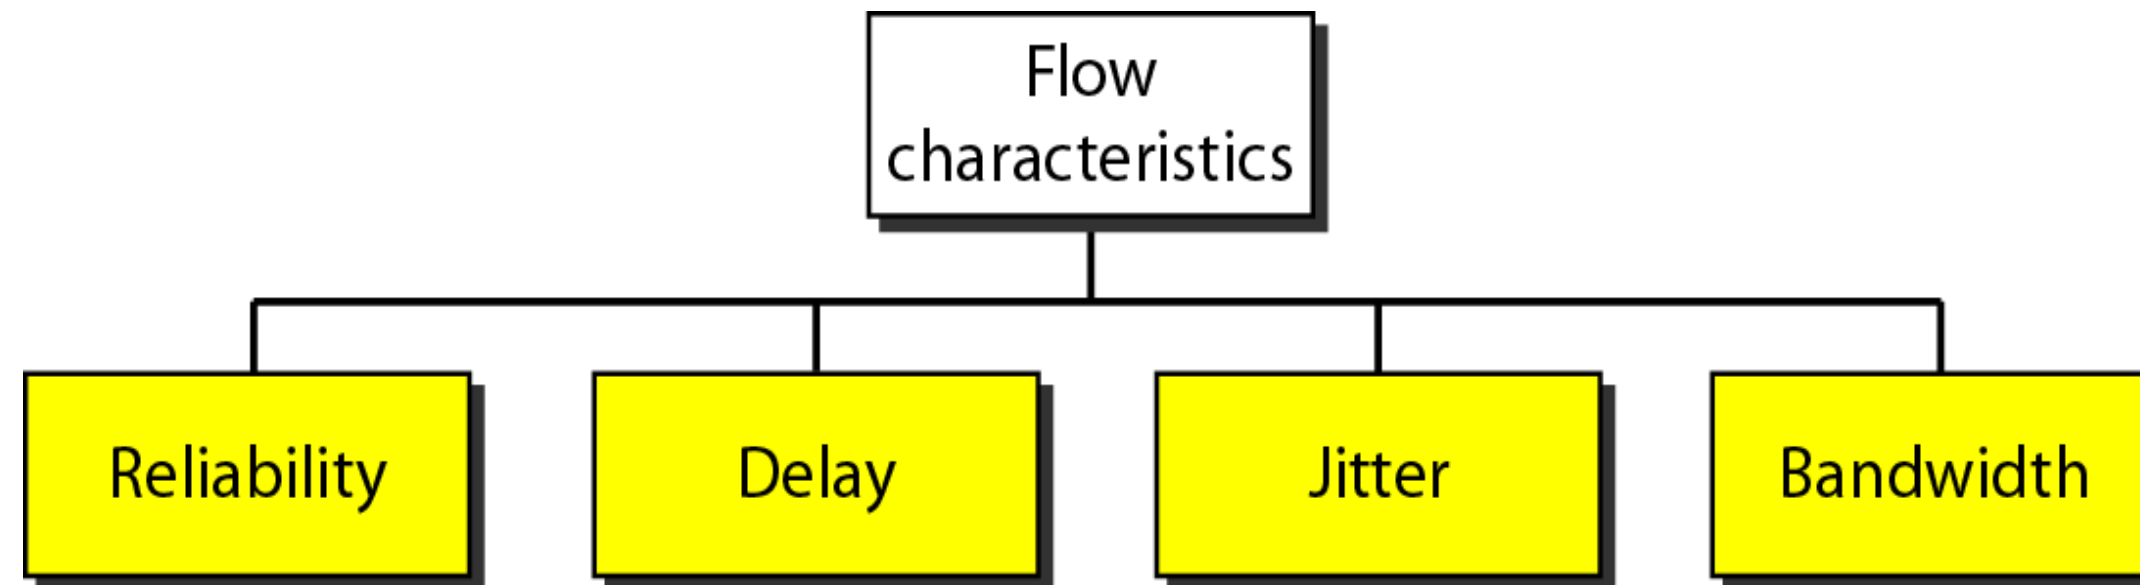 Flow
characteristics
Reliability
Delay
Jitter
Bandwidth